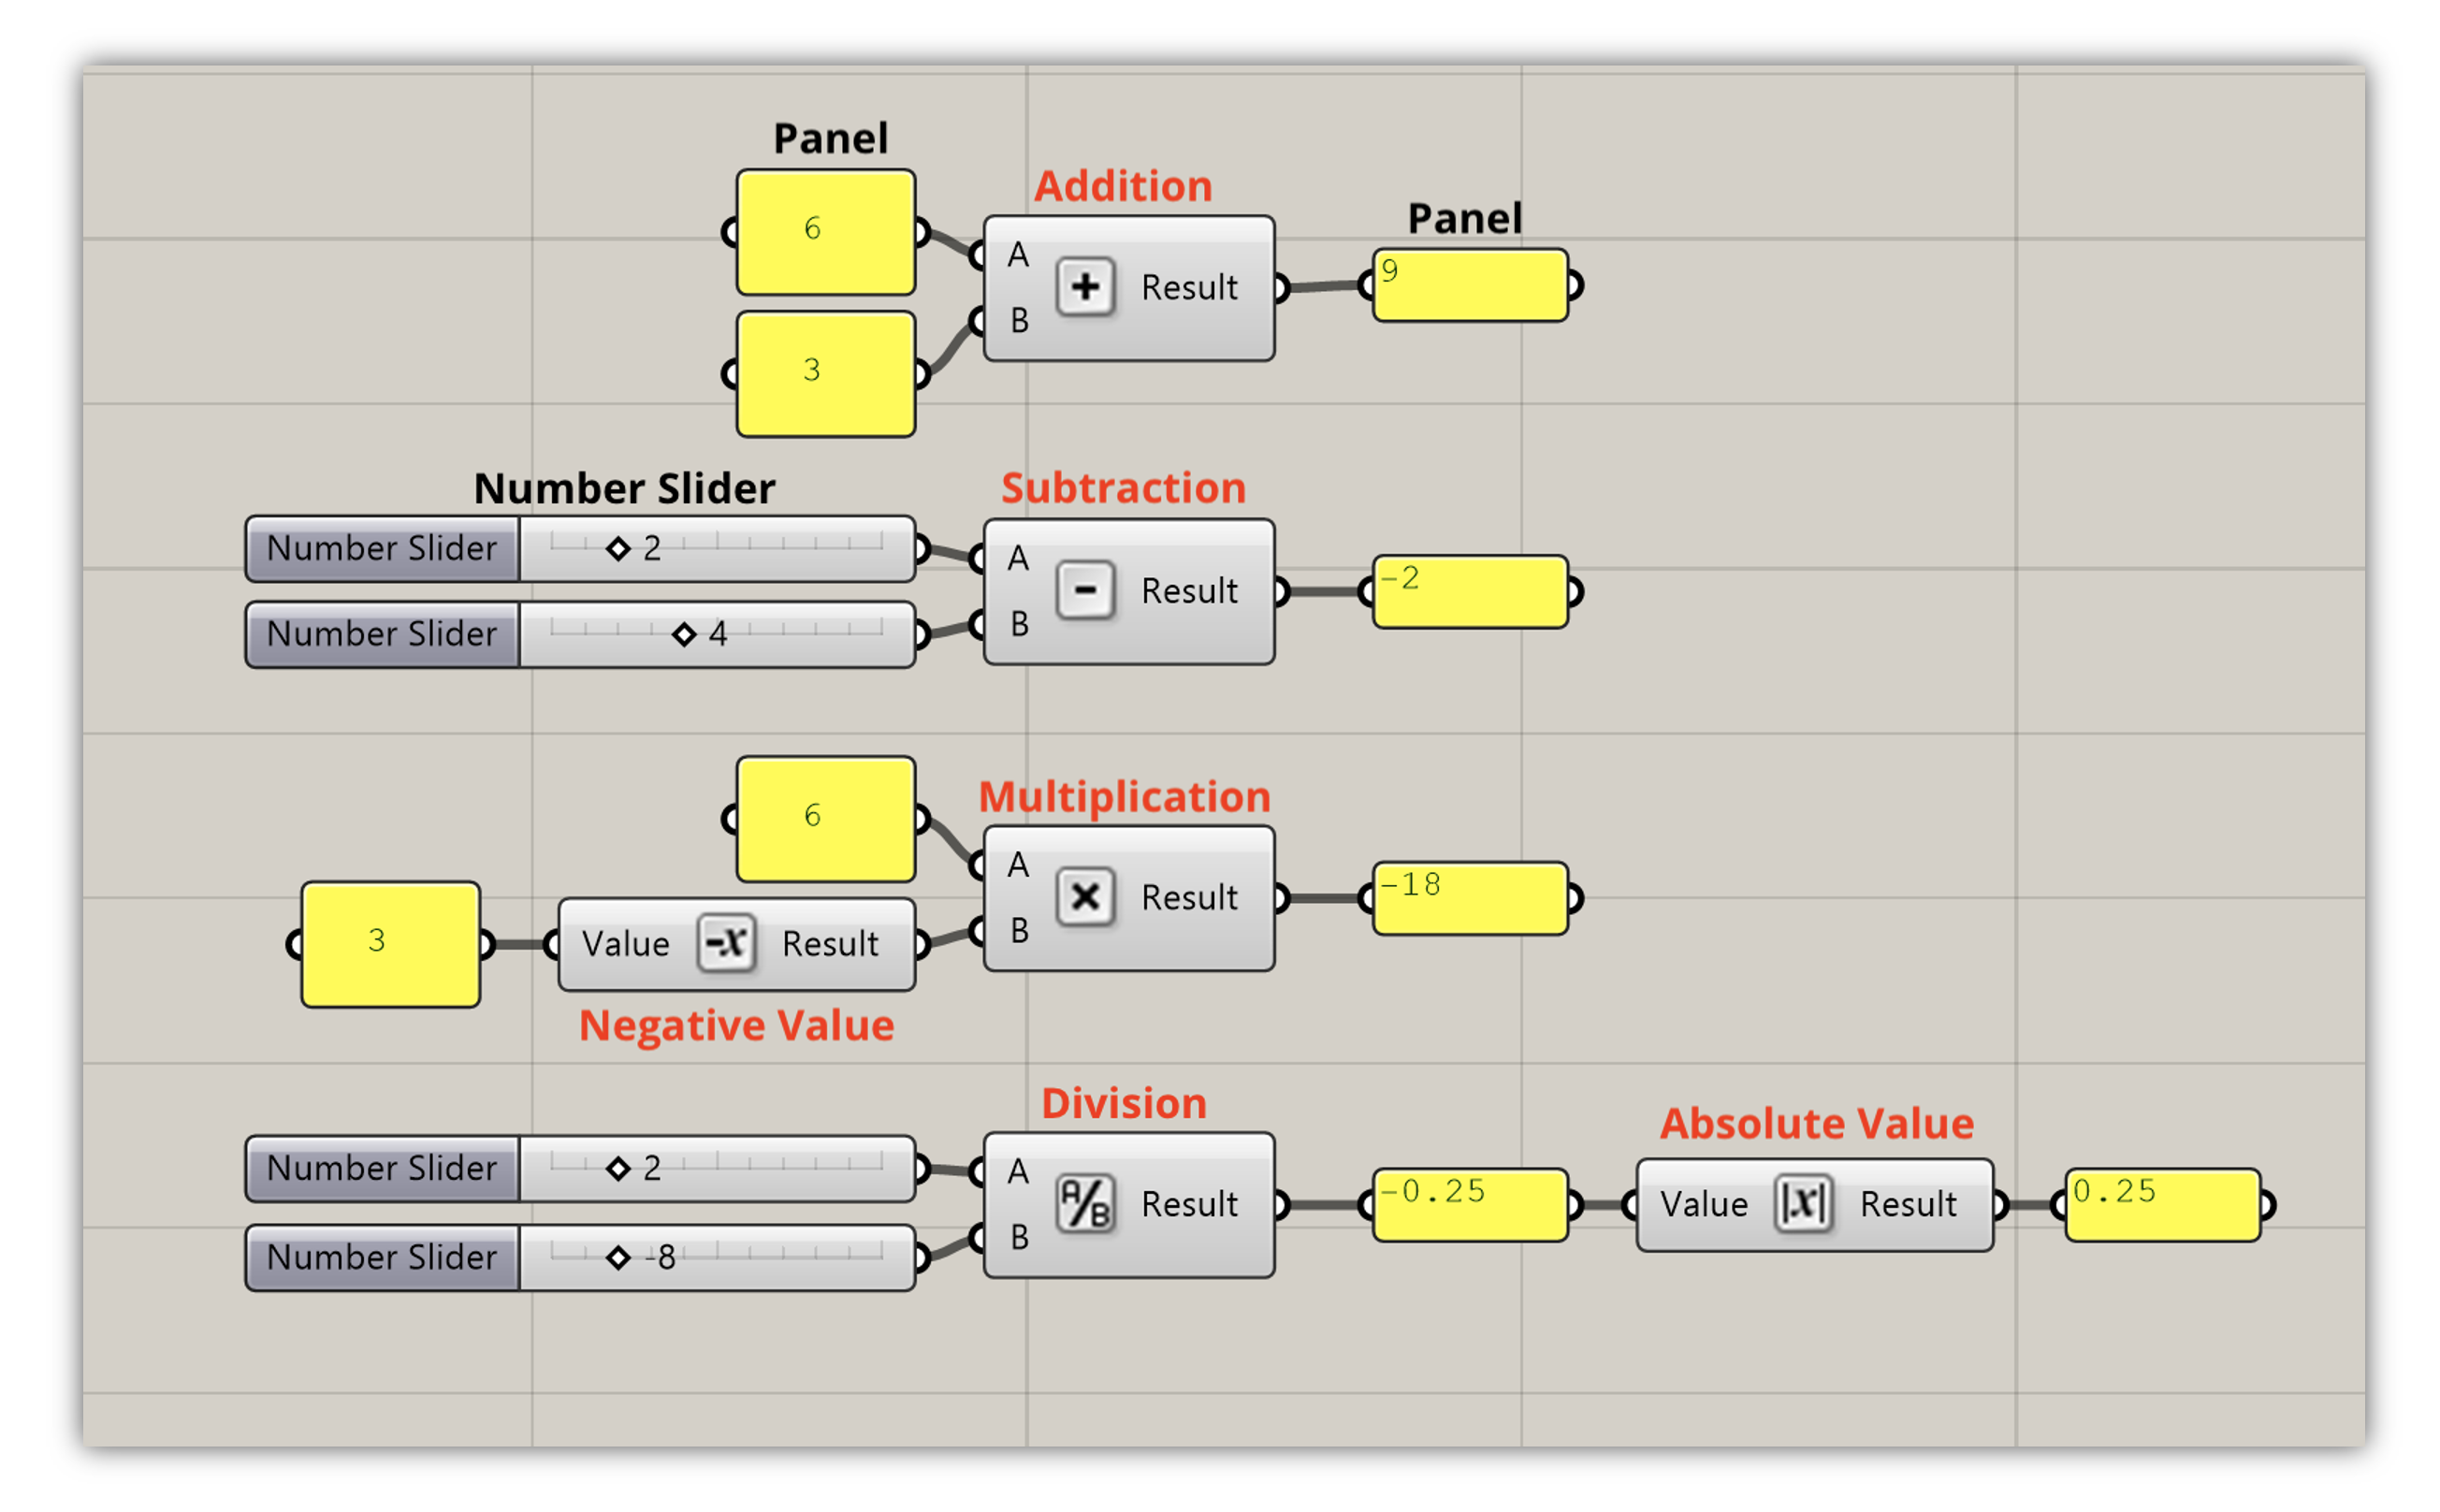 Panel
6
Addition
A
+
Result
B
Panel
9
3
Number Slider
Subtraction
Number Slider 2
Number Slider 4
A
-
Result
B
-2
6
Multiplication
A
×
Result
B
-18
3
Value -x Result
Negative Value
Division
Number Slider 2
Number Slider -8
A
A/B
Result
B
-0.25
Absolute Value
Value |x| Result
0.25